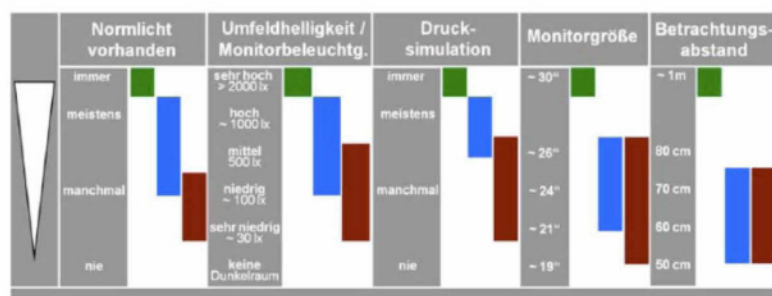 Normlicht
vorhanden
immer
meistens
manchmal
nie
Umfeldhelligkeit /
Monitorbeleuchtg.
sehr hoch
> 2000 lx
hoch
~ 1000 lx
mittel
500 lx
niedrig
~ 100 lx
sehr niedrig
~ 30 lx
keine
Dunkelraum
Druck-
simulation
immer
meistens
manchmal
nie
Monitorgröße
~ 30“
~ 26“
~ 24“
~ 21“
~ 19“
Betrachtungs-
abstand
~ 1m
80 cm
70 cm
60 cm
50 cm